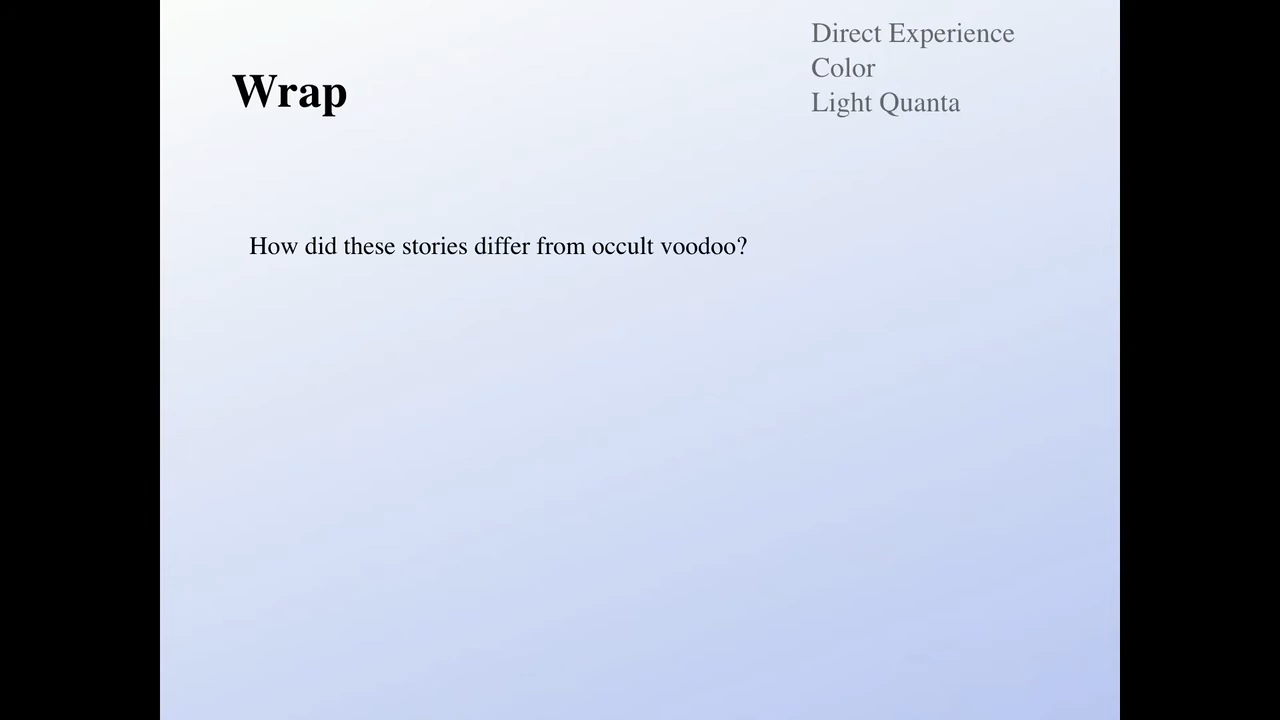 Direct Experience
Color
Light Quanta
Wrap
How did these stories differ from occult voodoo?